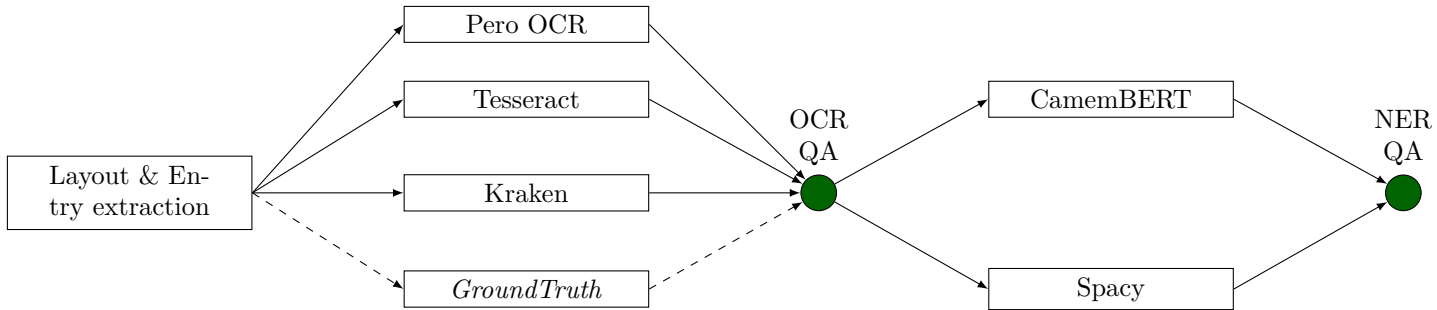 Pero OCR
Tesseract
Layout & En-
try extraction
Kraken
GroundTruth
OCR
QA
CamemBERT
Spacy
NER
QA